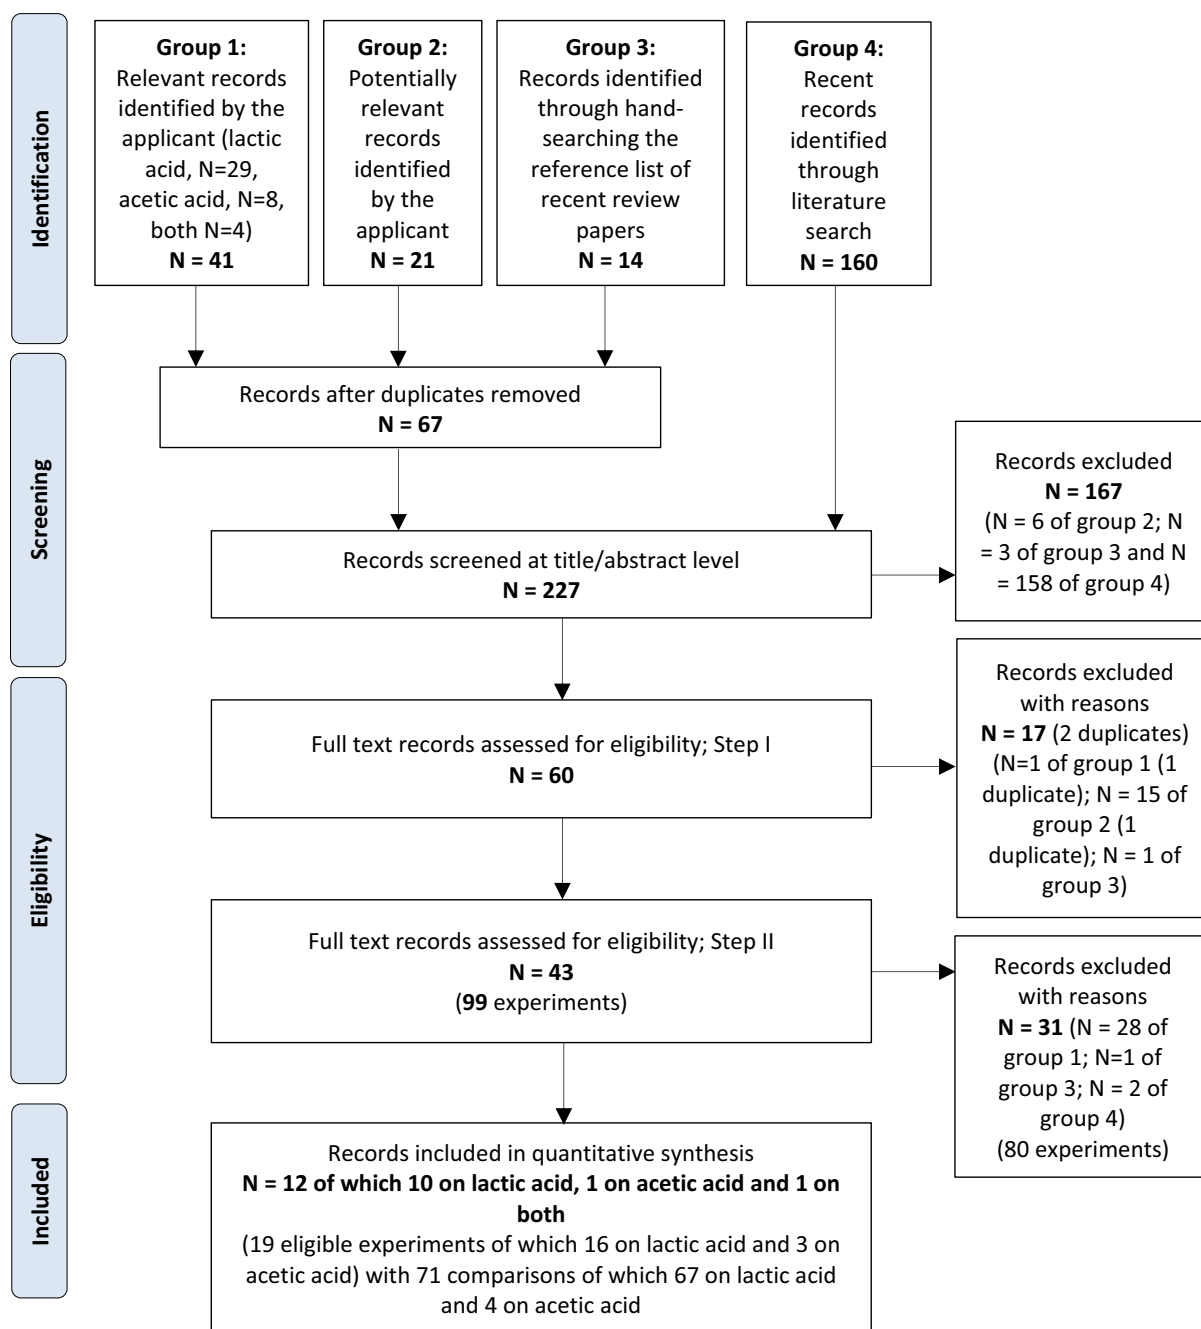 Identification
Group 1:
Relevant records
identified by the
applicant (lactic
acid, N=29,
acetic acid, N=8,
both N=4)
N = 41
Group 2:
Potentially
relevant
records
identified
by the
applicant
N = 21
Group 3:
Records identified
through hand-
searching the
reference list of
recent review
papers
N = 14
Group 4:
Recent
records
identified
through
literature
search
N = 160
Screening
Records after duplicates removed
N = 67
Records screened at title/abstract level
N = 227
Records excluded
N = 167
(N = 6 of group 2; N
= 3 of group 3 and N
= 158 of group 4)
Eligibility
Full text records assessed for eligibility; Step I
N = 60
Records excluded
with reasons
N = 17 (2 duplicates)
(N=1 of group 1 (1
duplicate); N = 15 of
group 2 (1
duplicate); N = 1 of
group 3)
Full text records assessed for eligibility; Step II
N = 43
(99 experiments)
Records excluded
with reasons
N = 31 (N = 28 of
group 1; N=1 of
group 3; N = 2 of
group 4)
(80 experiments)
Included
Records included in quantitative synthesis
N = 12 of which 10 on lactic acid, 1 on acetic acid and 1 on
both
(19 eligible experiments of which 16 on lactic acid and 3 on
acetic acid) with 71 comparisons of which 67 on lactic acid
and 4 on acetic acid